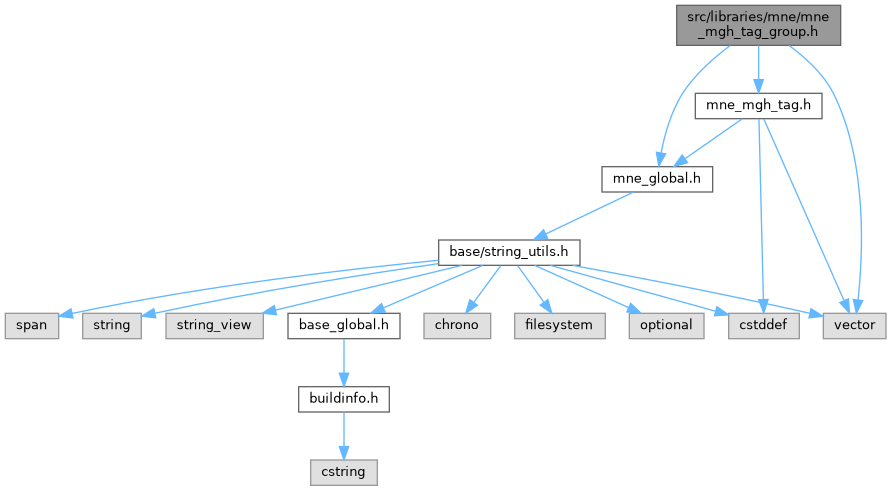 src/libraries/mne/mne
_mgh_tag_group.h
mne_mgh_tag.h
mne_global.h
base/string_utils.h
span
string
string_view
base_global.h
chrono
filesystem
optional
cstddef
vector
buildinfo.h
cstring